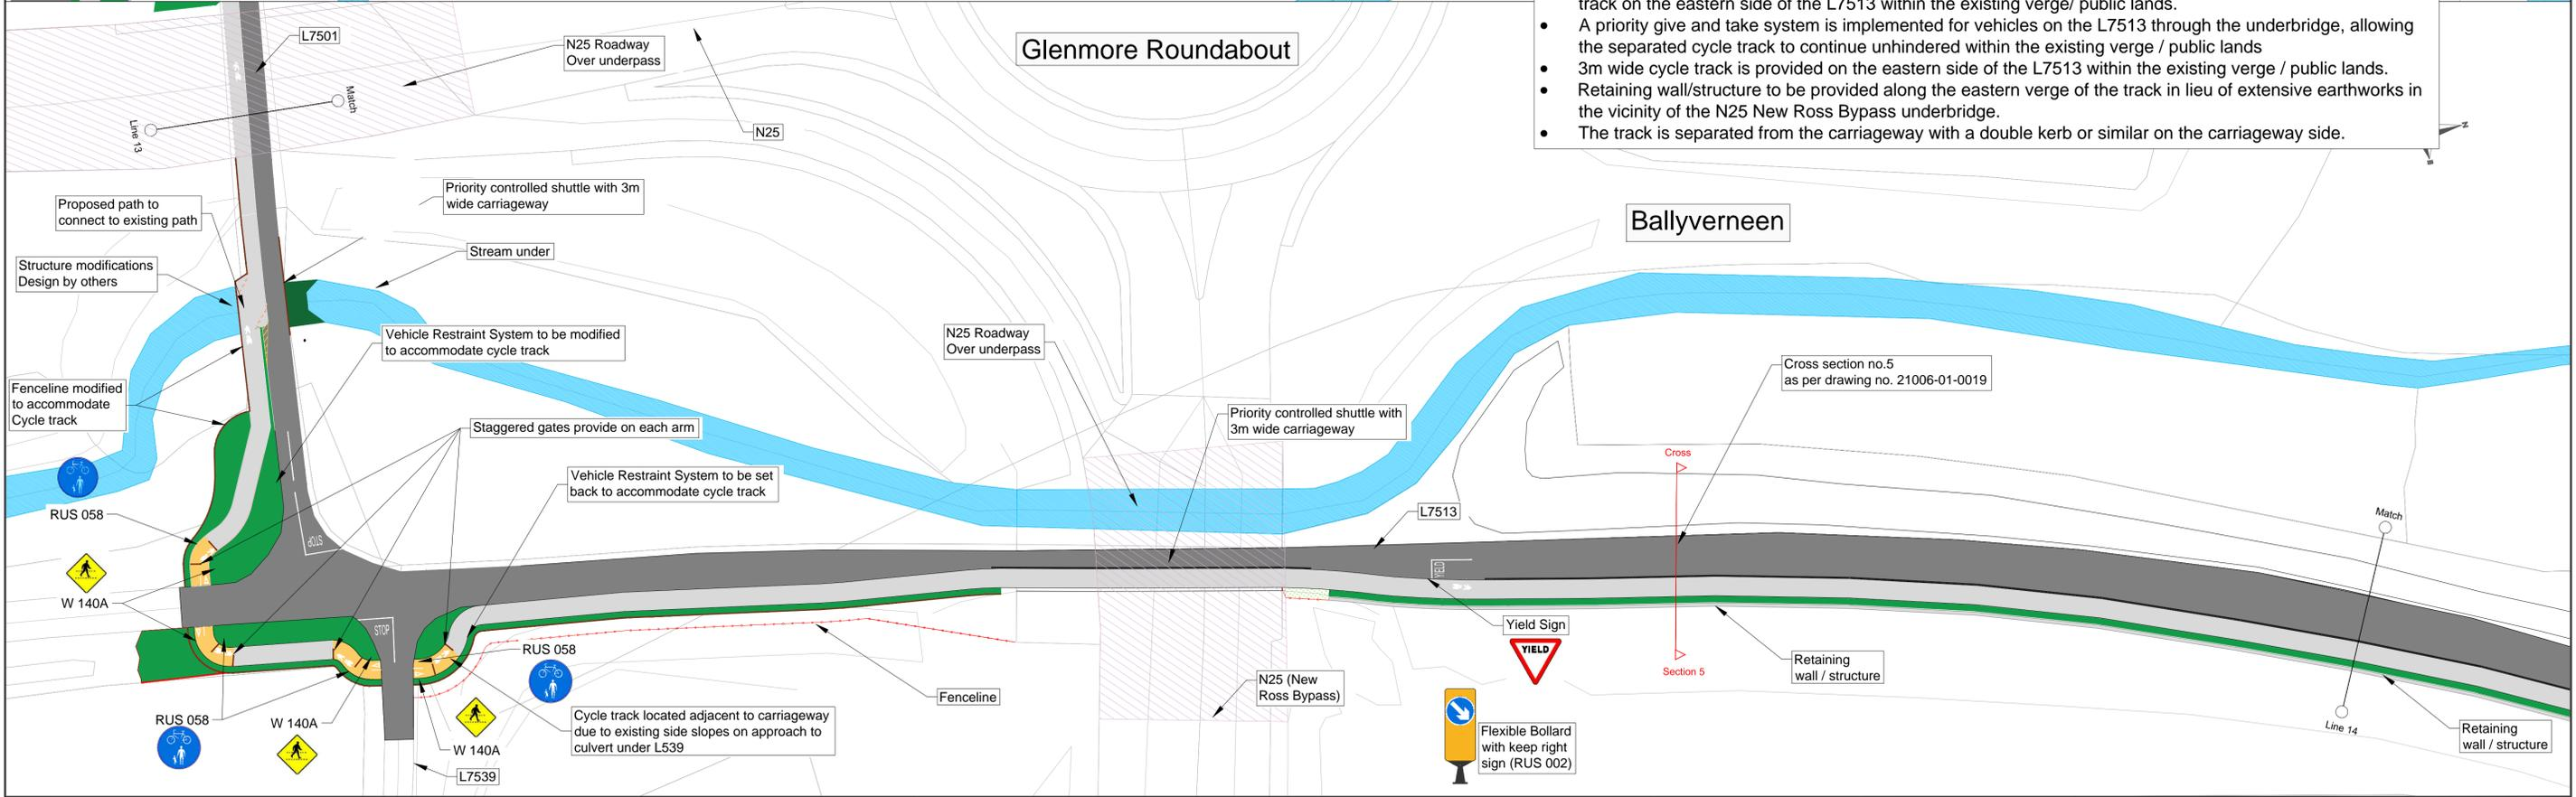 track on the eastern side of the L7513 within the existing verge/ public lands.
• A priority give and take system is implemented for vehicles on the L7513 through the underbridge, allowing
the separated cycle track to continue unhindered within the existing verge / public lands
• 3m wide cycle track is provided on the eastern side of the L7513 within the existing verge / public lands.
• Retaining wall/structure to be provided along the eastern verge of the track in lieu of extensive earthworks in
the vicinity of the N25 New Ross Bypass underbridge.
• The track is separated from the carriageway with a double kerb or similar on the carriageway side.
L7501
N25 Roadway
Over underpass
Glenmore Roundabout
Match
Line 13
N25
N
Priority controlled shuttle with 3m
wide carriageway
Proposed path to
connect to existing path
Ballyverneen
Stream under
Structure modifications
Design by others
Vehicle Restraint System to be modified
to accommodate cycle track
N25 Roadway
Over underpass
Cross section no.5
as per drawing no. 21006-01-0019
Fenceline modified
to accommodate
Cycle track
Staggered gates provide on each arm
Priority controlled shuttle with
3m wide carriageway
Cross
Vehicle Restraint System to be set
back to accommodate cycle track
RUS 058
L7513
Match
STOP
YIELD
W 140A
STOP
Yield Sign
YIELD
RUS 058
Retaining
wall / structure
Section 5
N25 (New
Ross Bypass)
Fenceline
RUS 058
W 140A
Cycle track located adjacent to carriageway
due to existing side slopes on approach to
culvert under L539
W 140A
L7539
Flexible Bollard
with keep right
sign (RUS 002)
Line 14
Retaining
wall / structure